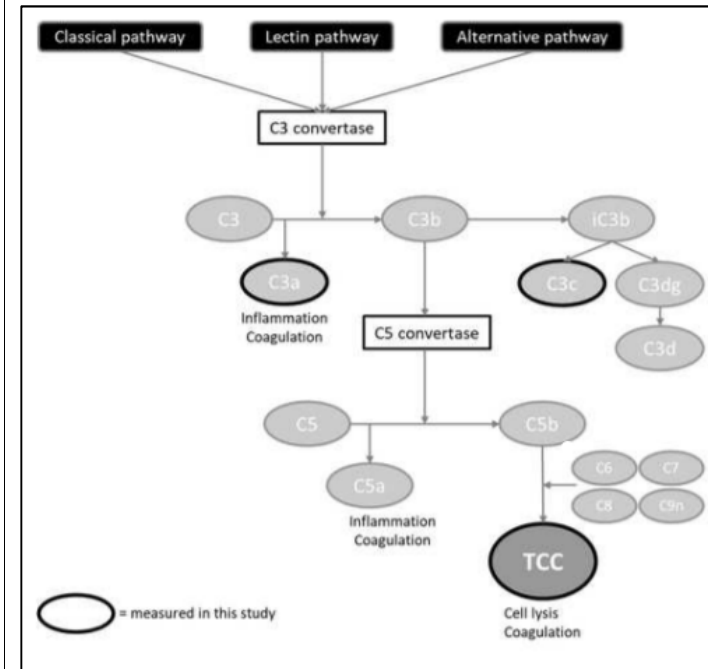 Classical pathway
Lectin pathway
Alternative pathway
C3 convertase
C3
C3b
iC3b
C3a
C3c
C3dg
Inflammation
Coagulation
C5 convertase
C3d
C5
C5b
C6
C7
C5a
C8
C9n
Inflammation
Coagulation
TCC
= measured in this study
Cell lysis
Coagulation